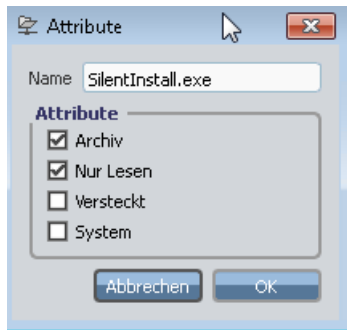 Attribute
Name SilentInstall.exe
Attribute
Archiv
Nur Lesen
Versteckt
System
Abbrechen OK